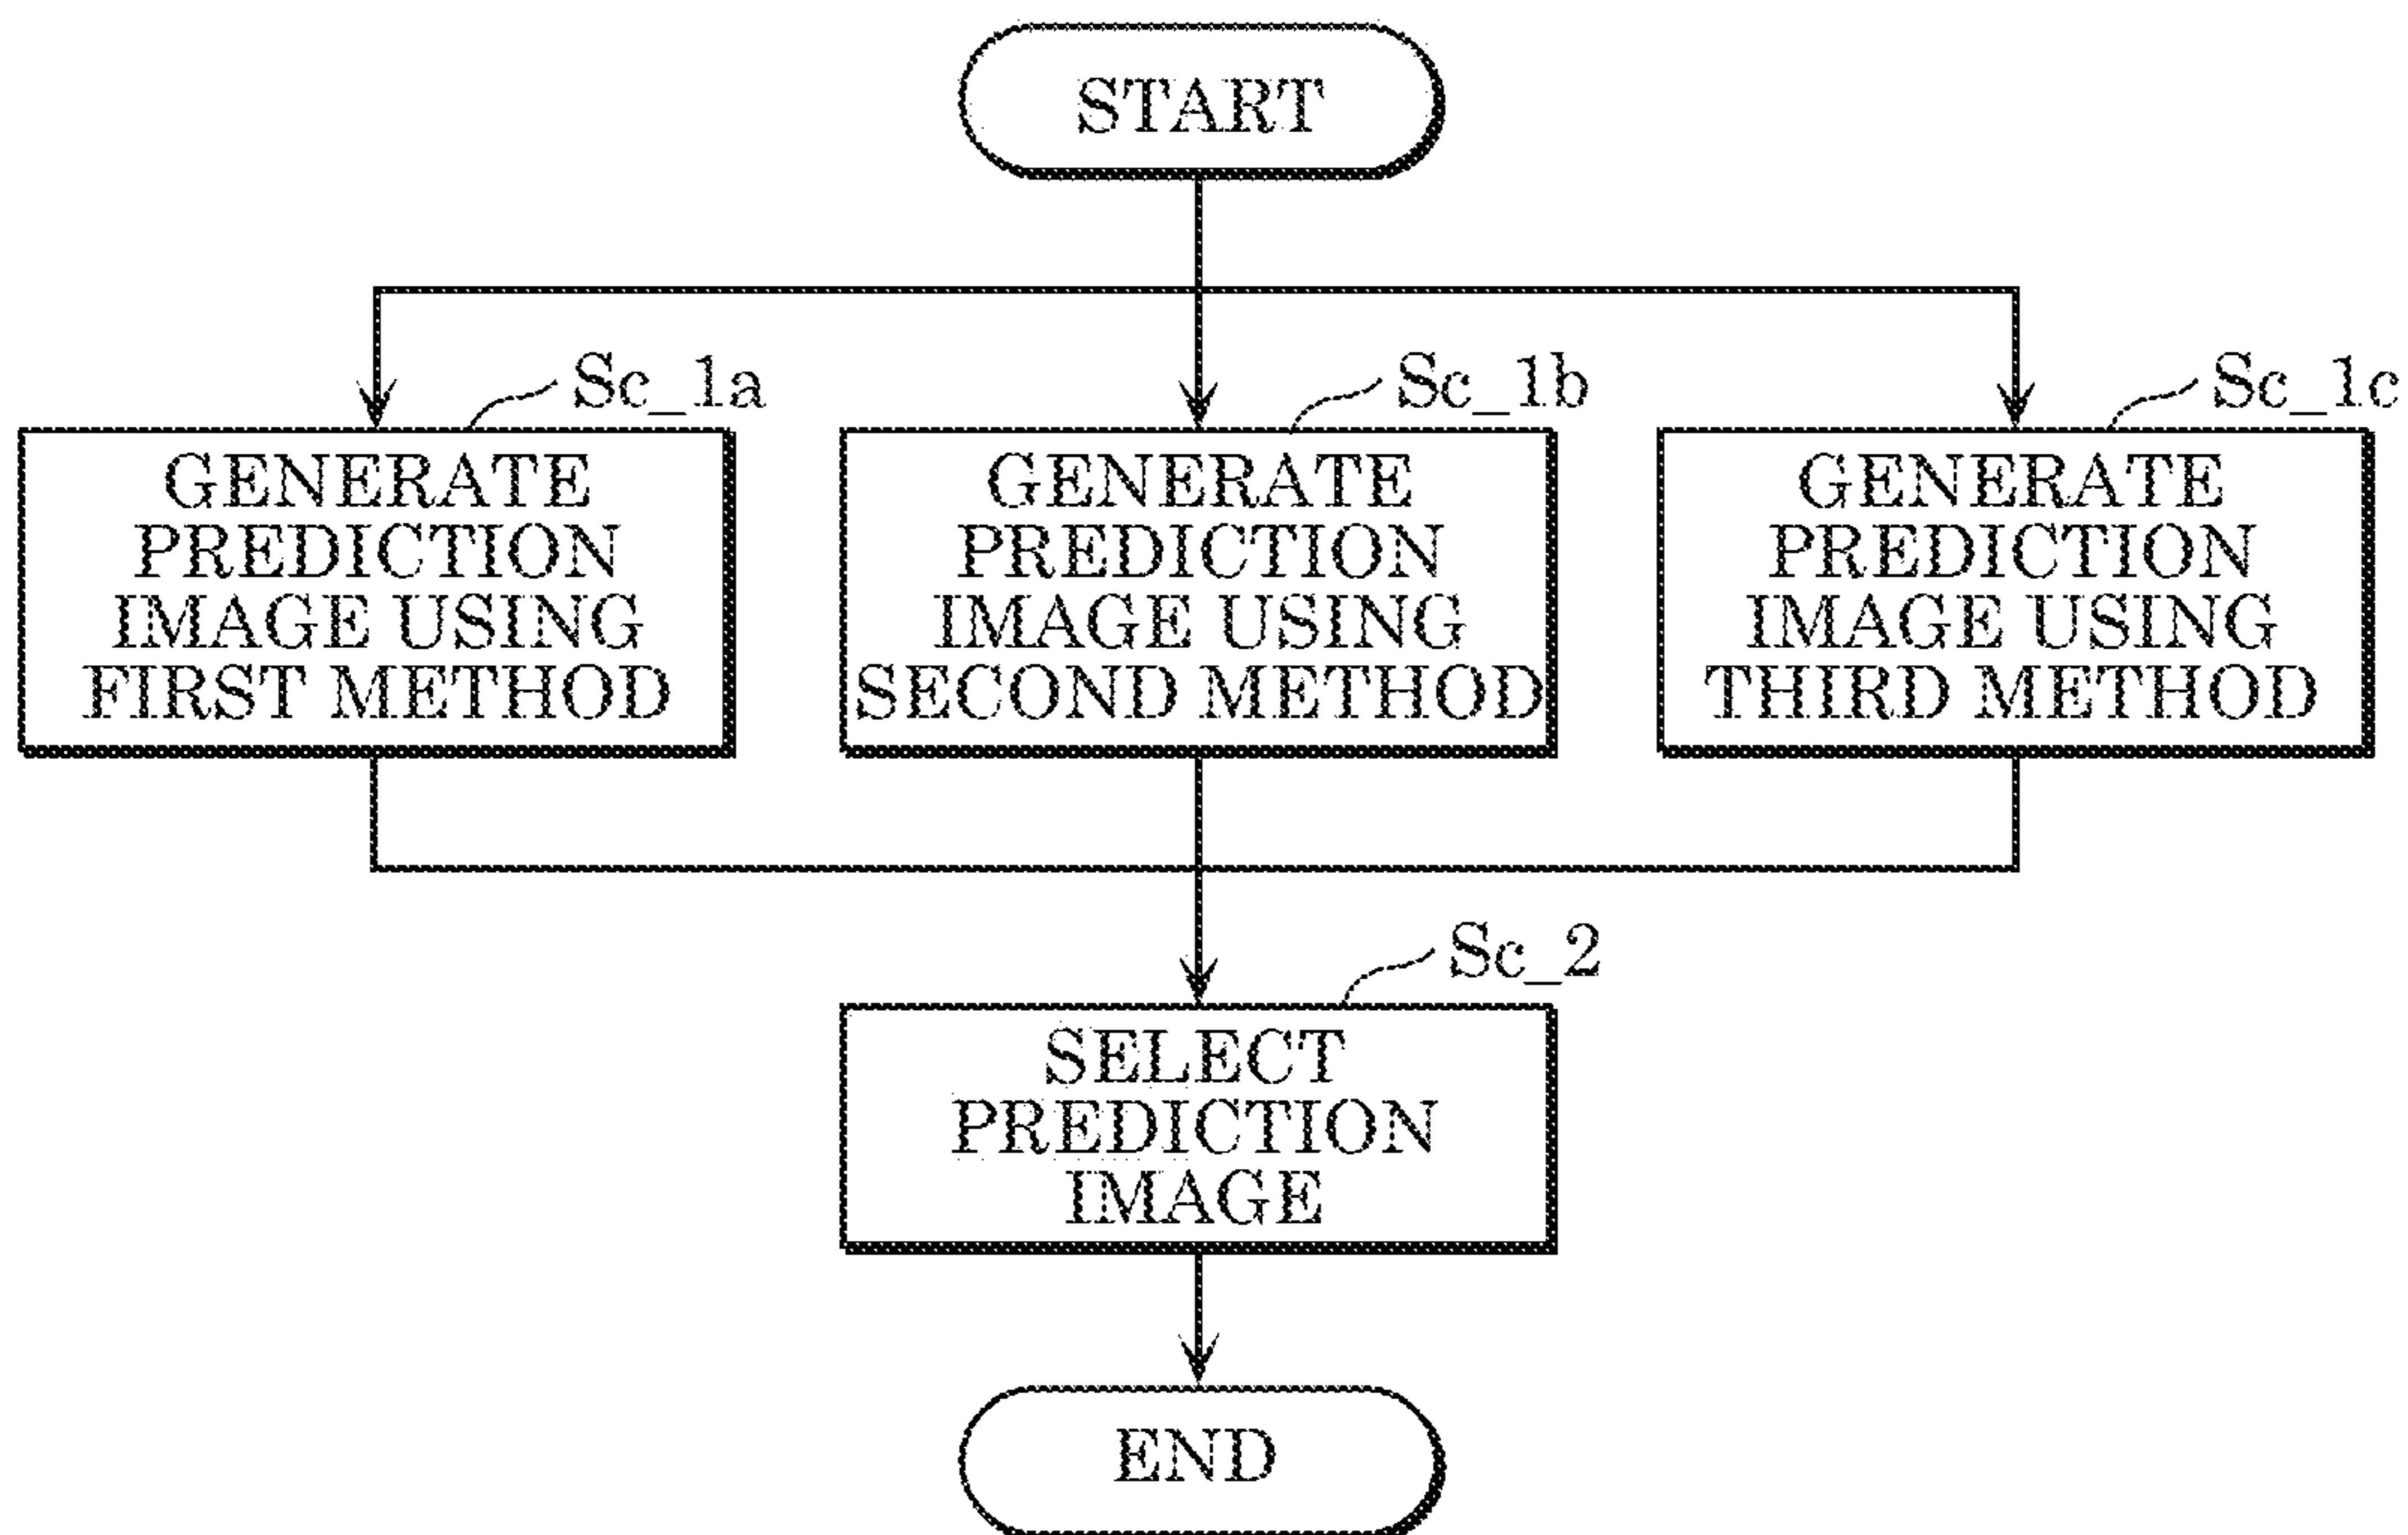 START
Sc_1a
GENERATE
PREDICTION
IMAGE USING
FIRST METHOD
Sc_1b
GENERATE
PREDICTION
IMAGE USING
SECOND METHOD
Sc_1c
GENERATE
PREDICTION
IMAGE USING
THIRD METHOD
Sc_2
SELECT
PREDICTION
IMAGE
END